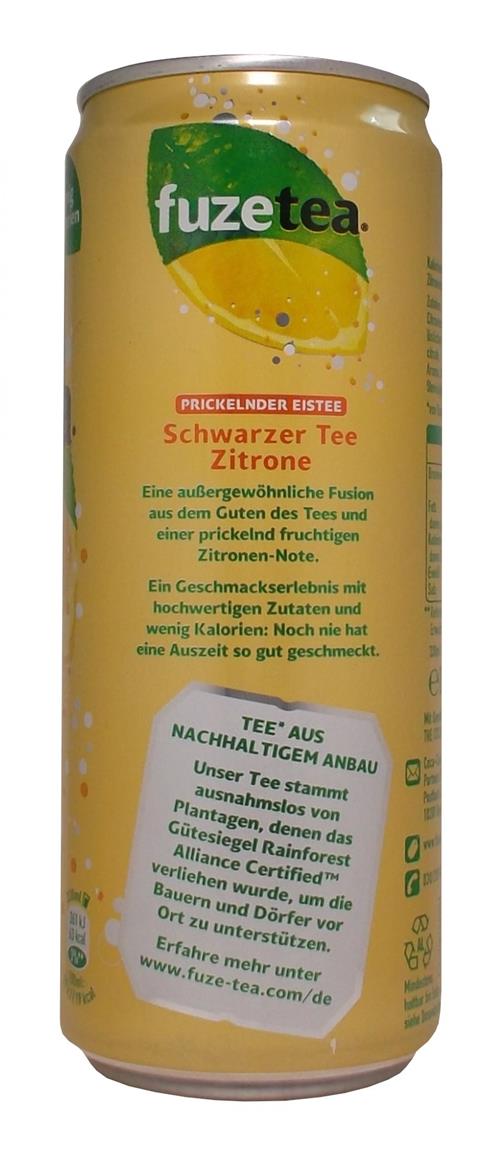 fuzetea
PRICKELNDER EISTEE
Schwarzer Tee
Zitrone
Eine außergewöhnliche Fusion
aus dem Guten des Tees und
einer prickelnd fruchtigen
Zitronen-Note.
Ein Geschmackserlebnis mit
hochwertigen Zutaten und
wenig Kalorien: Noch nie hat
eine Auszeit so gut geschmeckt.
TEE* AUS
NACHHALTIGEM ANBAU
Unser Tee stammt
ausnahmslos von
Plantagen, denen das
Gütesiegel Rainforest
Alliance Certified™
verliehen wurde, um die
Bauern und Dörfer vor
Ort zu unterstützen.
Erfahre mehr unter
www.fuze-tea.com/de